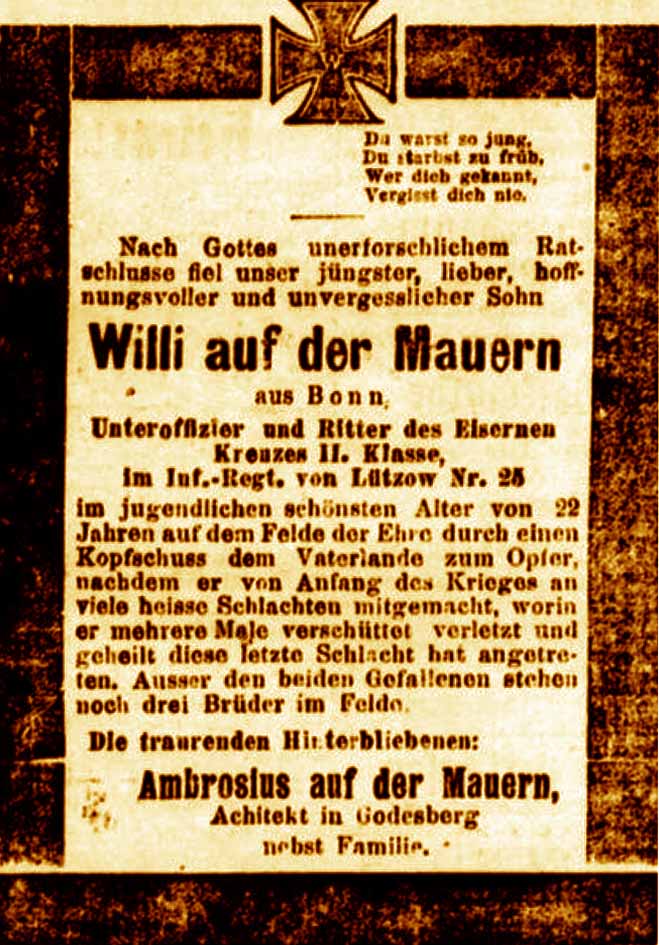 W
Du warst so jung,
Du starbst zu früh,
Wer dich gekannt,
Vergisst dich nie.
Nach Gottes unerforschlichem Rat-
schlusse fiel unser jüngster, lieber, hoff-
nungsvoller und unvergesslicher Sohn
Willi auf der Mauern
aus Bonn,
Unteroffizier und Ritter des Eisernen
Kreuzes II. Klasse,
im Inf.-Regt. von Lützow Nr. 25
im jugendlichen schönsten Alter von 22
Jahren auf dem Felde der Ehre durch einen
Kopfschuss dem Vaterlande zum Opfer,
nachdem er von Anfang des Krieges an
viele heisse Schlachten mitgemacht, worin
er mehrere Male verschüttet verletzt und
geheilt diese letzte Schlacht hat angetre-
ten. Ausser den beiden Gefallenen stehen
noch drei Brüder im Felde.
Die traurenden Hinterbliebenen:
Ambrosius auf der Mauern,
Achitekt in Godesberg
nebst Familie.